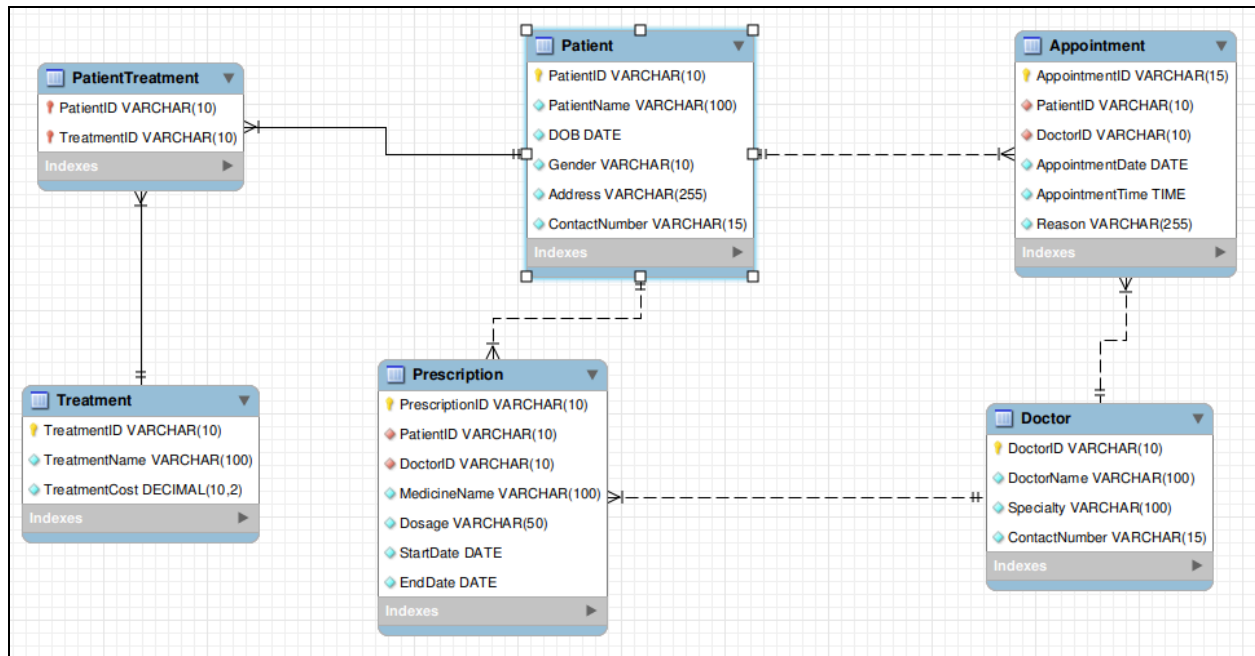 PatientTreatment
PatientID VARCHAR(10)
TreatmentID VARCHAR(10)
Indexes
Patient
PatientID VARCHAR(10)
PatientName VARCHAR(100)
DOB DATE
Gender VARCHAR(10)
Address VARCHAR(255)
ContactNumber VARCHAR(15)
Indexes
Appointment
AppointmentID VARCHAR(15)
PatientID VARCHAR(10)
DoctorID VARCHAR(10)
AppointmentDate DATE
AppointmentTime TIME
Reason VARCHAR(255)
Indexes
Treatment
TreatmentID VARCHAR(10)
TreatmentName VARCHAR(100)
TreatmentCost DECIMAL(10,2)
Indexes
Prescription
PrescriptionID VARCHAR(10)
PatientID VARCHAR(10)
DoctorID VARCHAR(10)
MedicineName VARCHAR(100)
Dosage VARCHAR(50)
StartDate DATE
EndDate DATE
Indexes
Doctor
DoctorID VARCHAR(10)
DoctorName VARCHAR(100)
Specialty VARCHAR(100)
ContactNumber VARCHAR(15)
Indexes